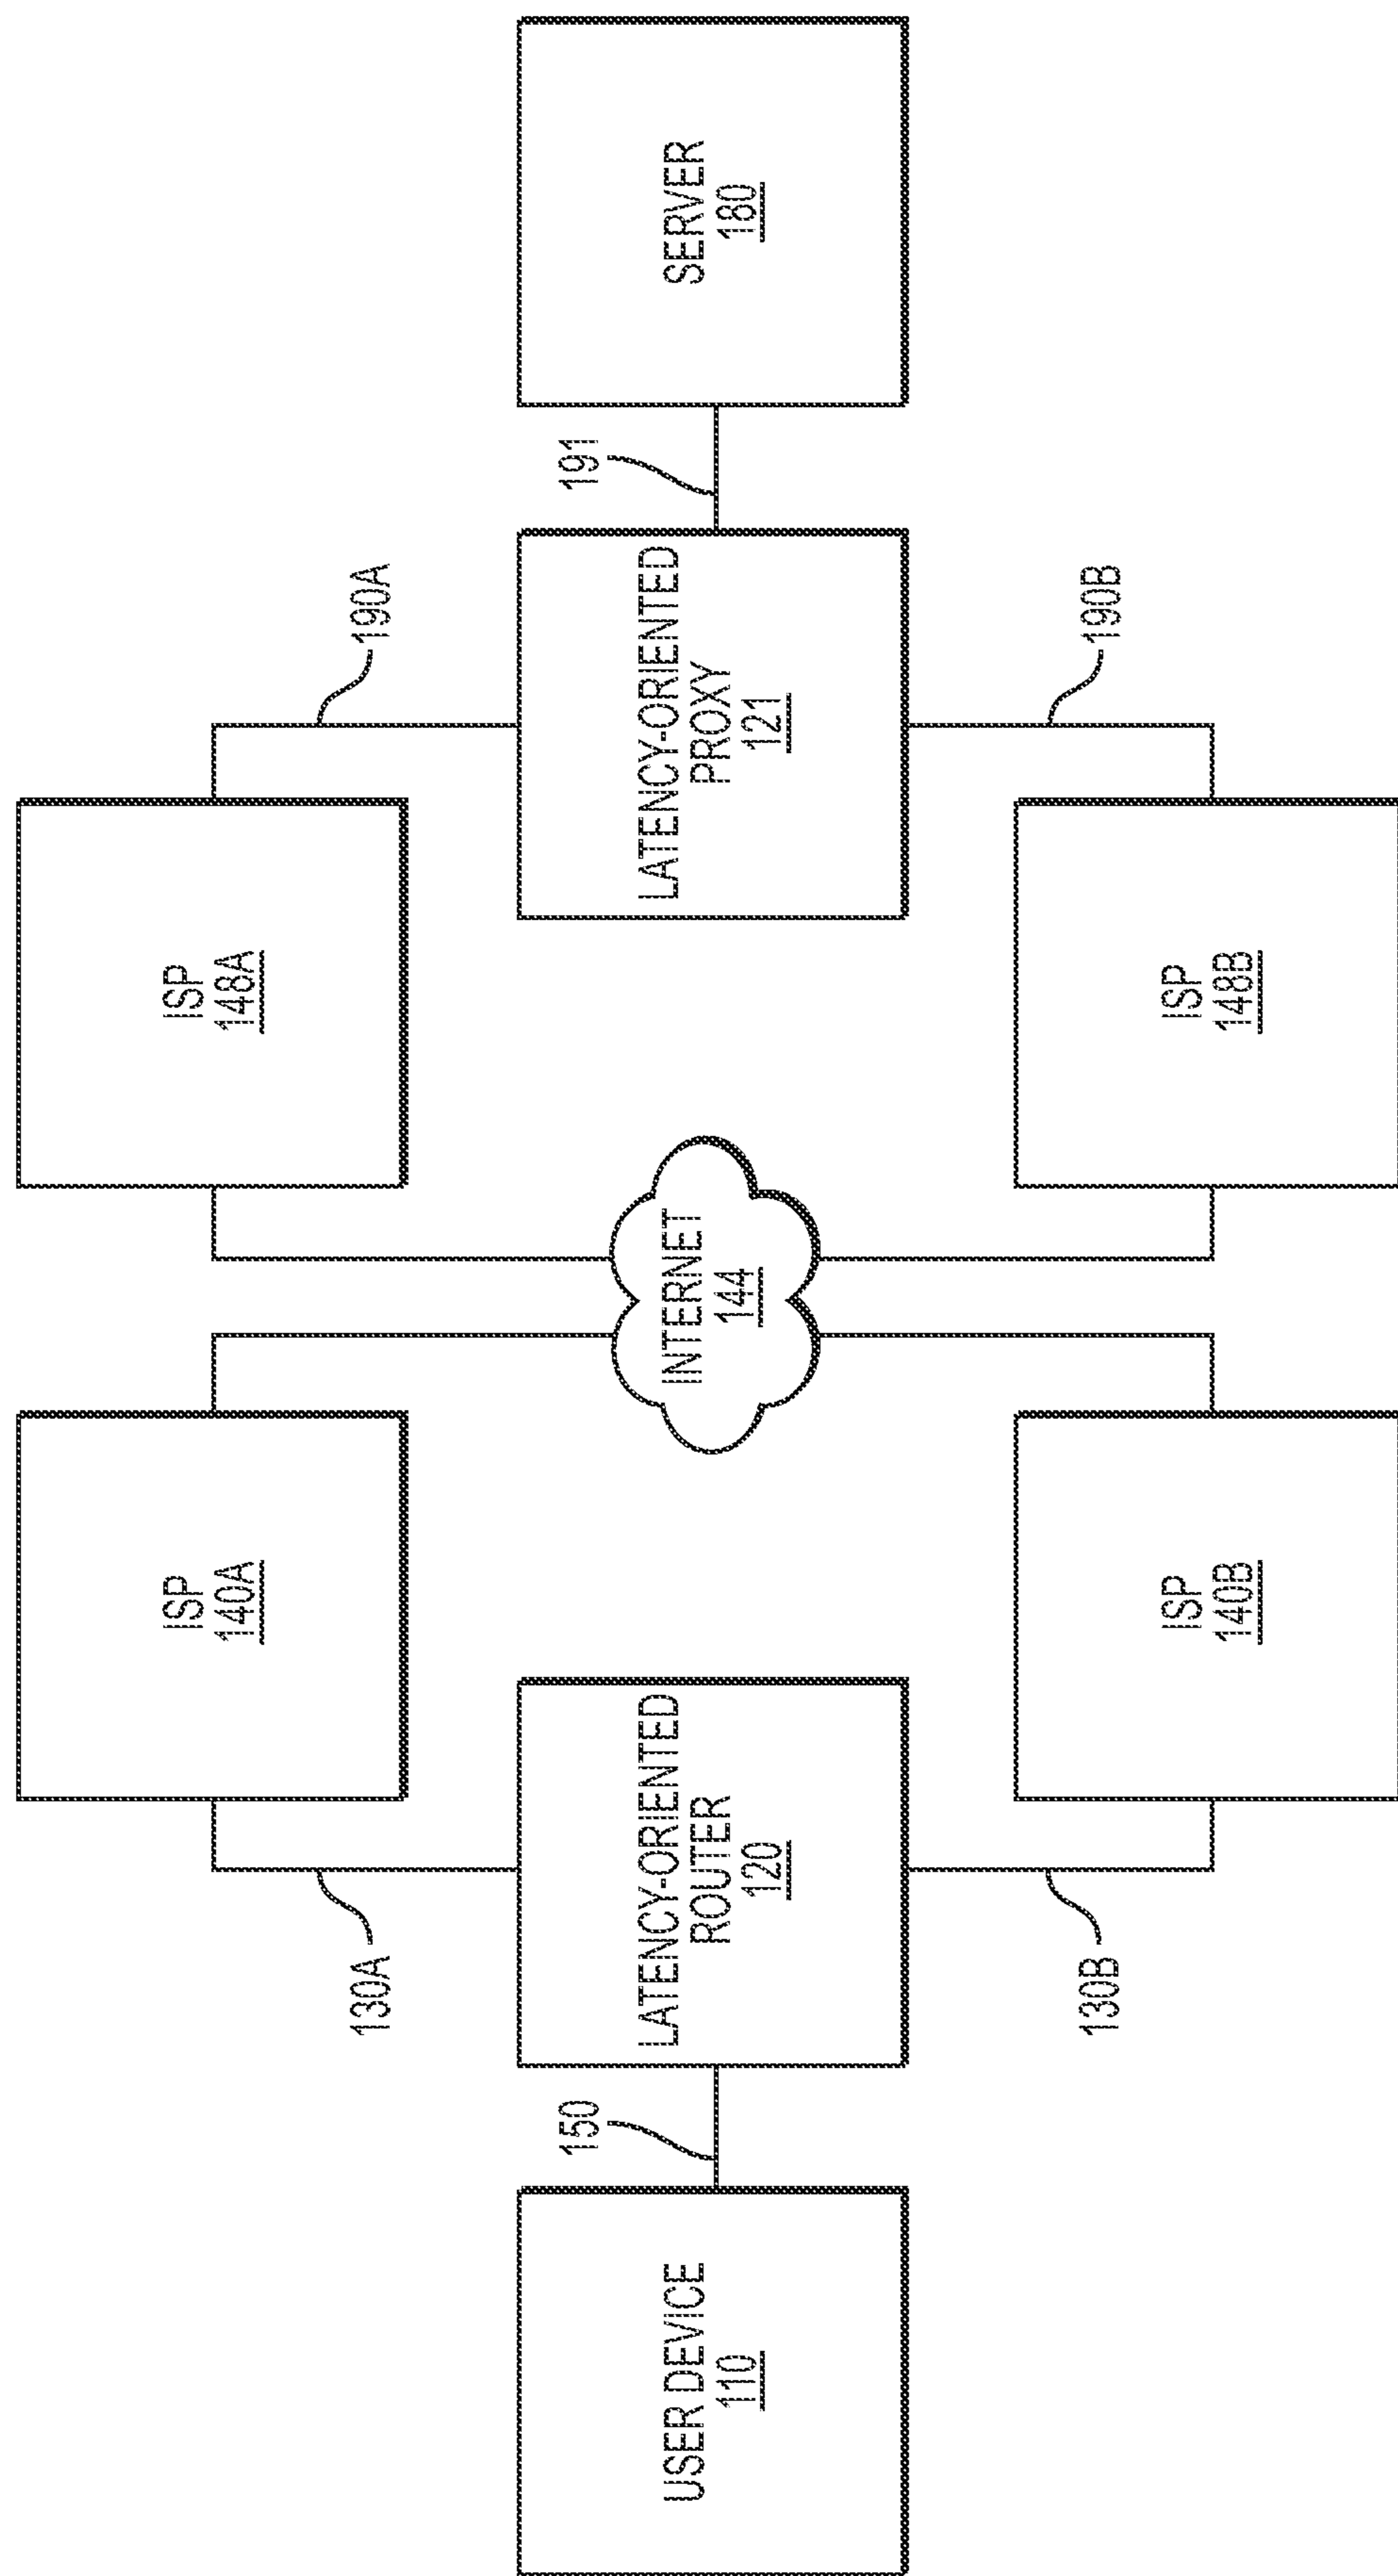 ISP
140A
ISP
148A
130A
190A
150
191
USER DEVICE
110
LATENCY-ORIENTED
ROUTER
120
INTERNET
144
LATENCY-ORIENTED
PROXY
121
SERVER
180
130B
190B
ISP
140B
ISP
148B